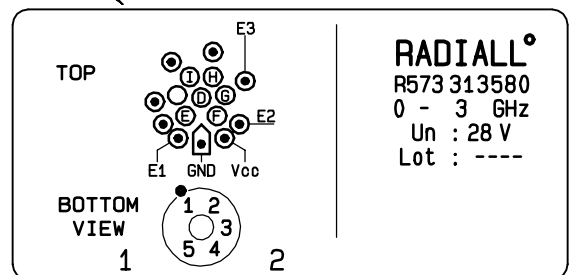 E3
TOP
I H
D G
E F
E2
E1 GND Vcc
BOTTOM
VIEW
1 2
3
5 4
1 2
RADIALL°
R573 313580
0 - 3 GHz
Un : 28 V
Lot : ----